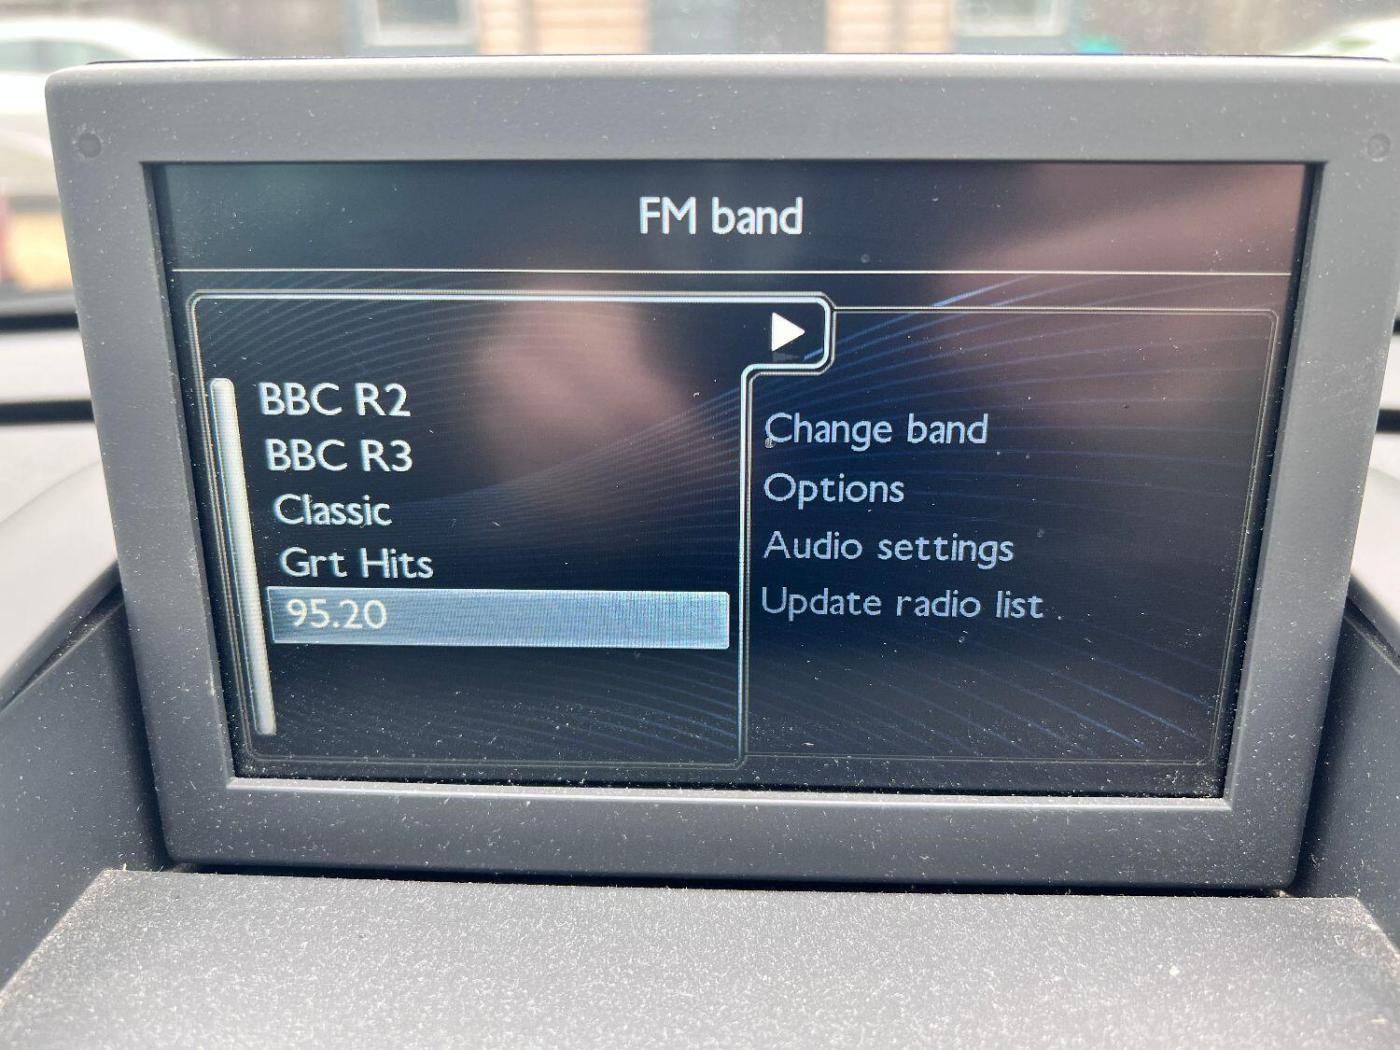 FM band
BBC R2
BBC R3
Classic
Grt Hits
95.20
Change band
Options
Audio settings
Update radio list